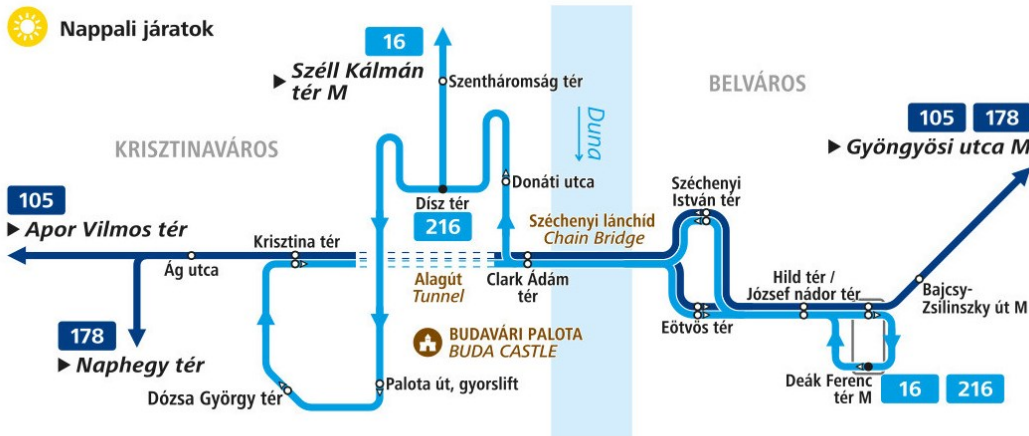 Nappali járatok
16
Széll Kálmán
tér M
Szentháromság tér
BELVÁROS
Duna
105 178
Gyöngyösi utca M
KRISZTINAVÁROS
Donáti utca
Dísz tér
216
Széchenyi
István tér
105
Apor Vilmos tér
Széchenyi lánchíd
Chain Bridge
Krisztina tér
Ág utca
Alagút
Tunnel
Clark Ádám
tér
Hild tér /
József nádor tér
Bajcsy-
Zsilinszky út M
Eötvös tér
178
Naphegy tér
BUDAVÁRI PALOTA
BUDA CASTLE
Dózsa György tér
Palota út, gyorslift
Deák Ferenc
tér M
16 216